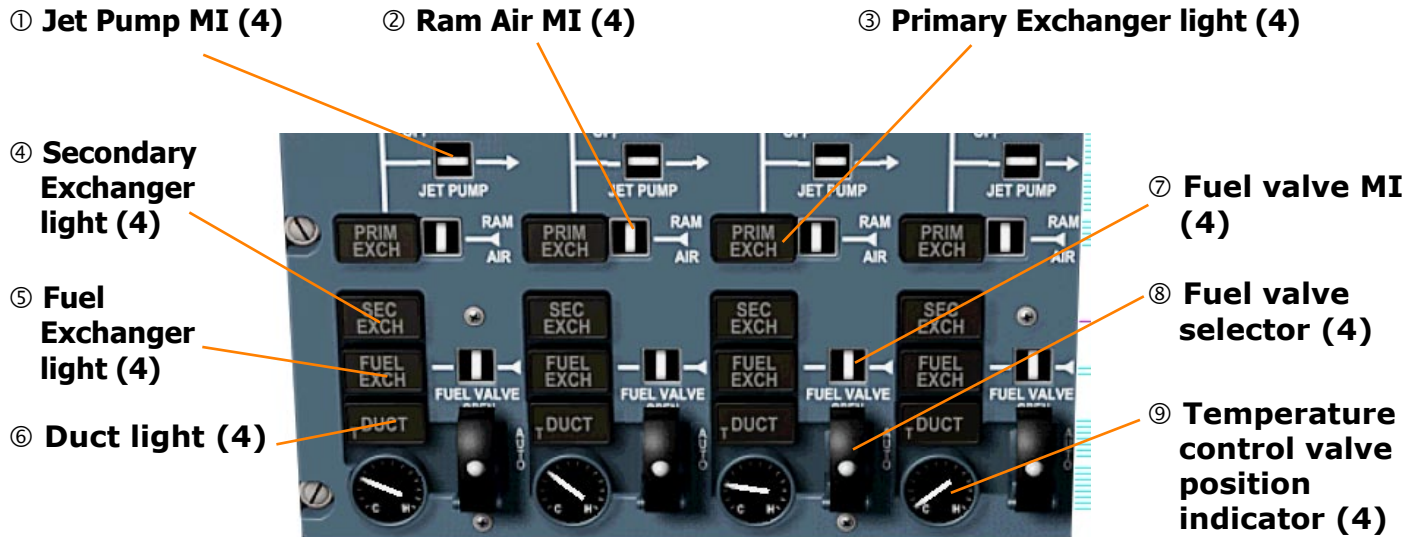 ① Jet Pump MI (4)
② Ram Air MI (4)
③ Primary Exchanger light (4)
④ Secondary
Exchanger
light (4)
⑤ Fuel
Exchanger
light (4)
⑥ Duct light (4)
⑦ Fuel valve MI
(4)
⑧ Fuel valve
selector (4)
⑨ Temperature
control valve
position
indicator (4)
JET PUMP
JET PUMP
JET PUMP
JET PUMP
PRIM
EXCH
RAM
AIR
PRIM
EXCH
RAM
AIR
PRIM
EXCH
RAM
AIR
PRIM
EXCH
RAM
AIR
SEC
EXCH
SEC
EXCH
SEC
EXCH
SEC
EXCH
FUEL
EXCH
FUEL
EXCH
FUEL
EXCH
FUEL
EXCH
FUEL VALVE
FUEL VALVE
FUEL VALVE
FUEL VALVE
T DUCT
T DUCT
T DUCT
T DUCT
AUTO
AUTO
AUTO
AUTO
C H
C H
C H
C H